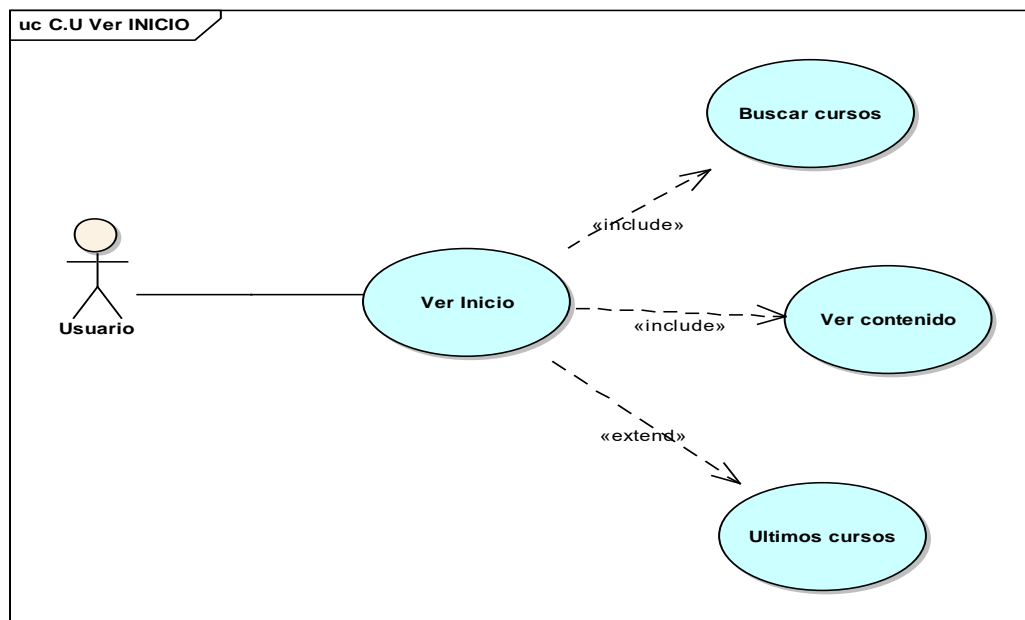 uc C.U Ver INICIO
Buscar cursos
«include»
Ver Inicio
«include»
Ver contenido
Usuario
«extend»
Ultimos cursos